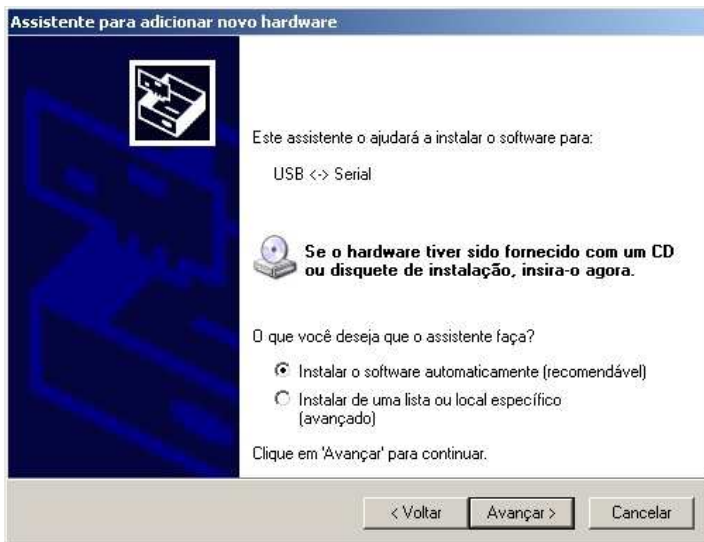 Assistente para adicionar novo hardware
Este assistente o ajudará a instalar o software para:
USB <-> Serial
Se o hardware tiver sido fornecido com um CD
ou disquete de instalação, insira-o agora.
O que você deseja que o assistente faça?
Instalar o software automaticamente (recomendável)
Instalar de uma lista ou local específico
(avançado)
Clique em 'Avançar' para continuar.
< Voltar
Avançar >
Cancelar